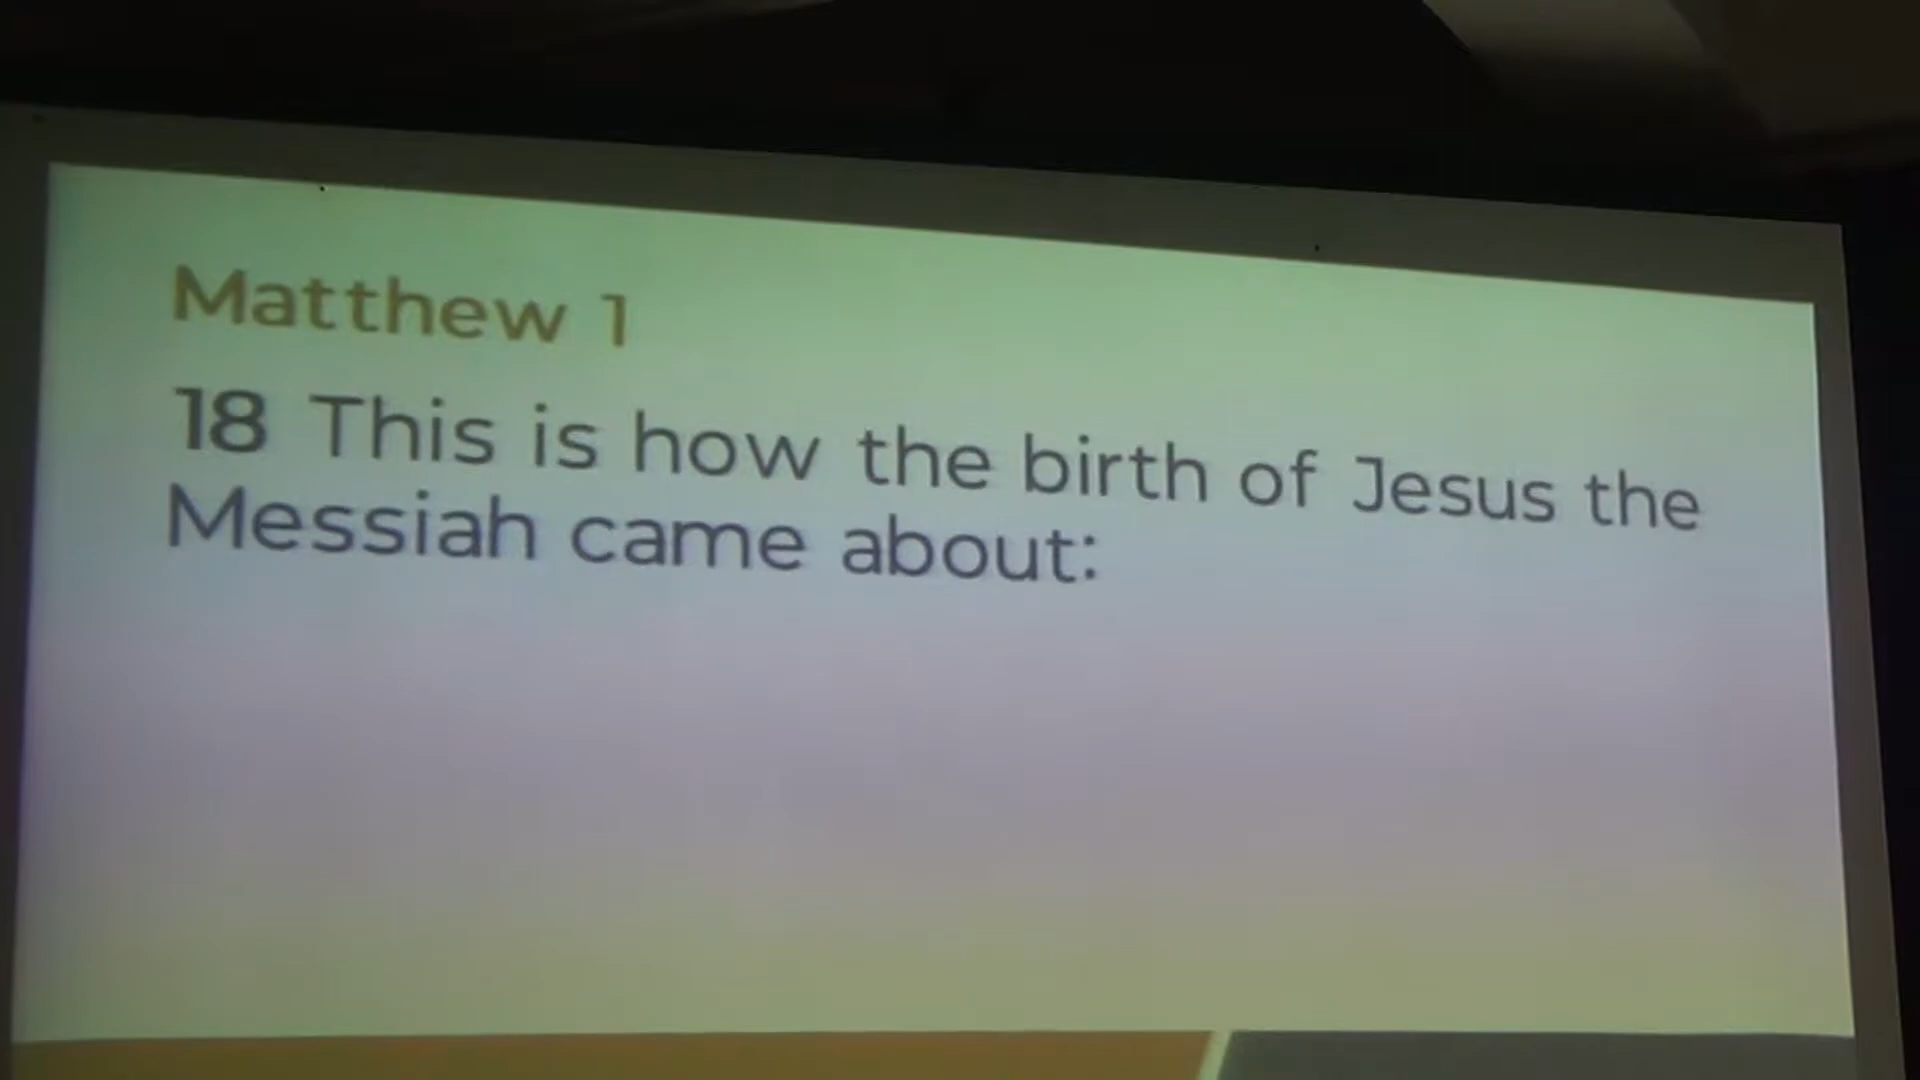 Matthew 1
18 This is how the birth of Jesus the
Messiah came about: